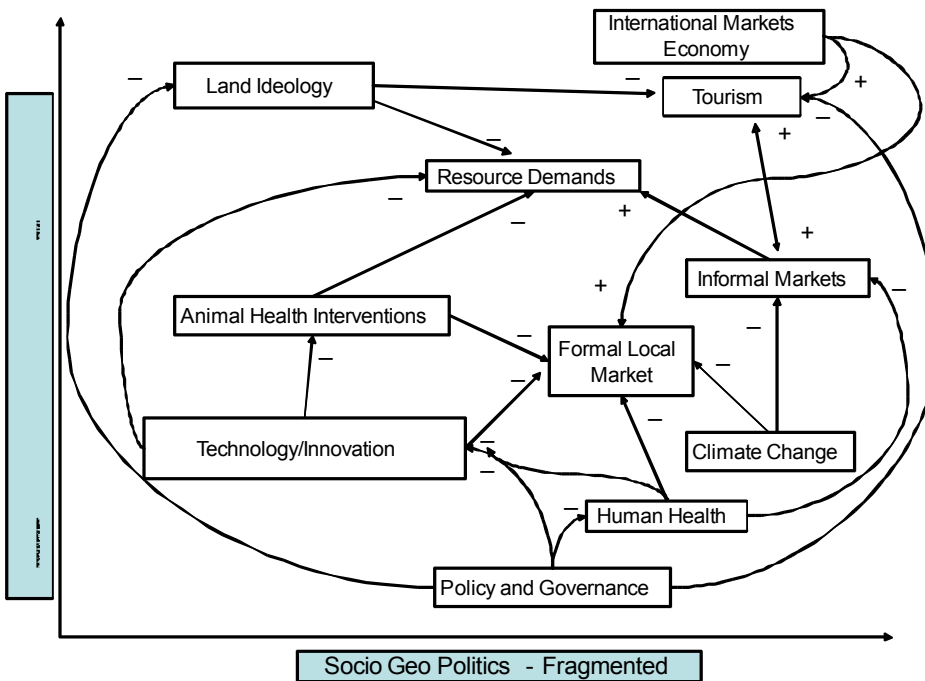 International Markets
Economy
Land Ideology
Tourism
Resource Demands
Informal Markets
Animal Health Interventions
Formal Local
Market
Technology/Innovation
Climate Change
Human Health
Policy and Governance
Socio Geo Politics - Fragmented